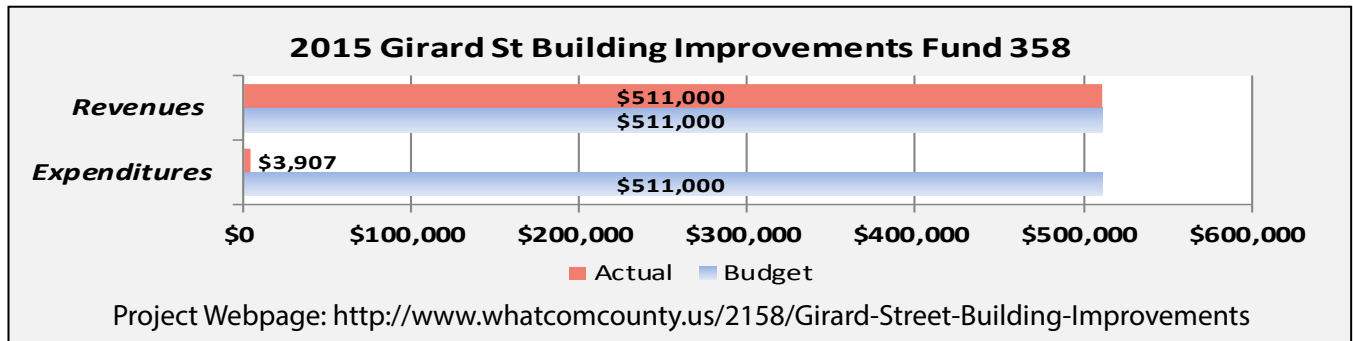 2015 Girard St Building Improvements Fund 358
Revenues
$511,000
$511,000
Expenditures
$3,907
$511,000
$0 $100,000 $200,000 $300,000 $400,000 $500,000 $600,000
Actual Budget
Project Webpage: http://www.whatcomcounty.us/2158/Girard-Street-Building-Improvements